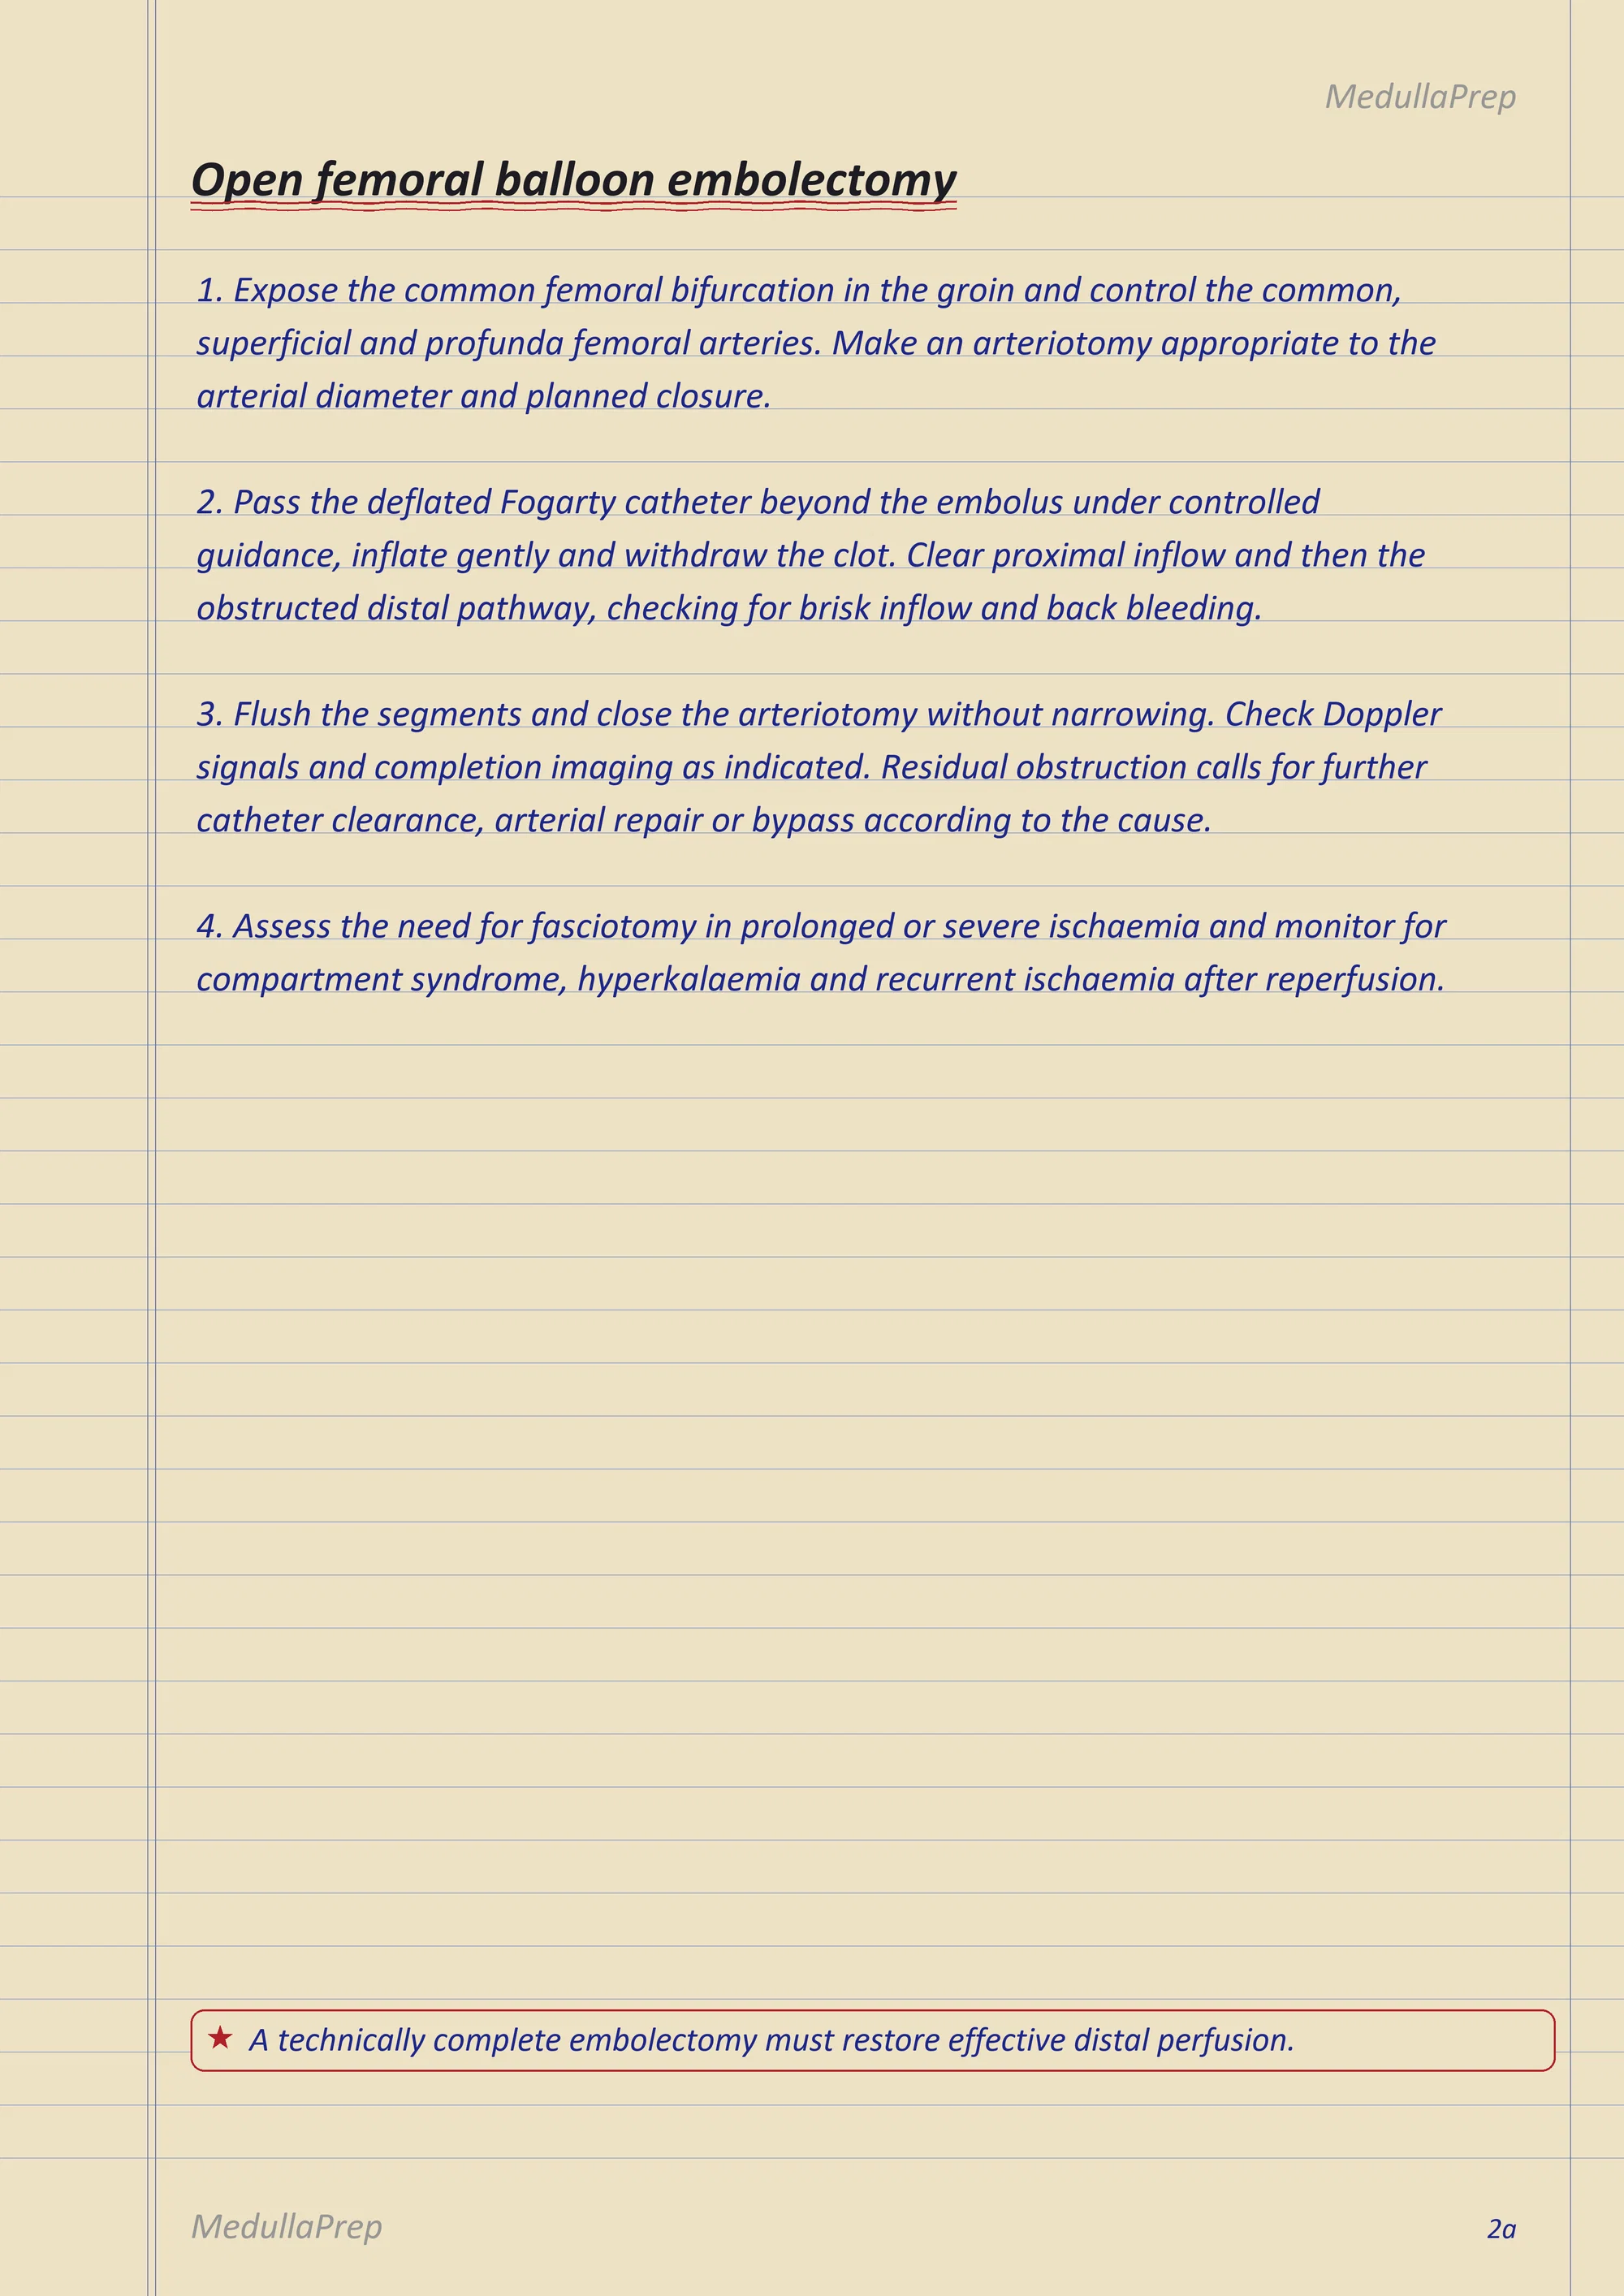 MedullaPrep
Open femoral balloon embolectomy
1. Expose the common femoral bifurcation in the groin and control the common,
superficial and profunda femoral arteries. Make an arteriotomy appropriate to the
arterial diameter and planned closure.
2. Pass the deflated Fogarty catheter beyond the embolus under controlled
guidance, inflate gently and withdraw the clot. Clear proximal inflow and then the
obstructed distal pathway, checking for brisk inflow and back bleeding.
3. Flush the segments and close the arteriotomy without narrowing. Check Doppler
signals and completion imaging as indicated. Residual obstruction calls for further
catheter clearance, arterial repair or bypass according to the cause.
4. Assess the need for fasciotomy in prolonged or severe ischaemia and monitor for
compartment syndrome, hyperkalaemia and recurrent ischaemia after reperfusion.
★ A technically complete embolectomy must restore effective distal perfusion.
MedullaPrep
2a